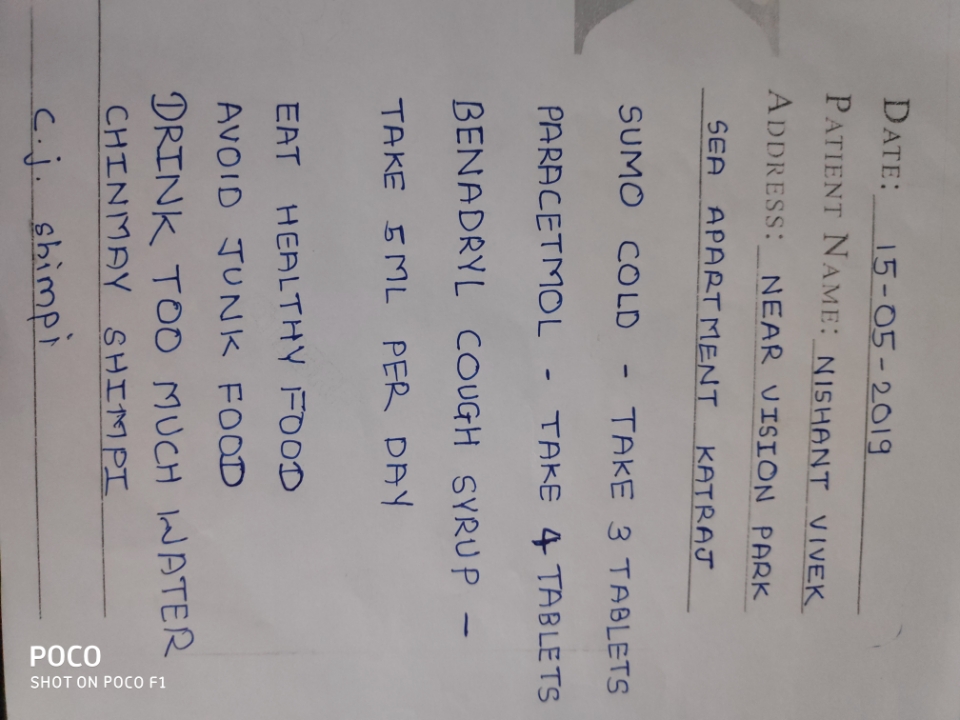 DATE: 15-05-2019
PATIENT NAME: NISHANT VIVEK
ADDRESS: NEAR VISION PARK
SEA APARTMENT KATRAJ
SUMO COLD - TAKE 3 TABLETS
PARACETMOL - TAKE 4 TABLETS
BENADRYL COUGH SYRUP -
TAKE 5 ML PER DAY
EAT HEALTHY FOOD
AVOID JUNK FOOD
DRINK TOO MUCH WATER
CHINMAY SHIMPI
C.j. shimpi
POCO
SHOT ON POCO F1